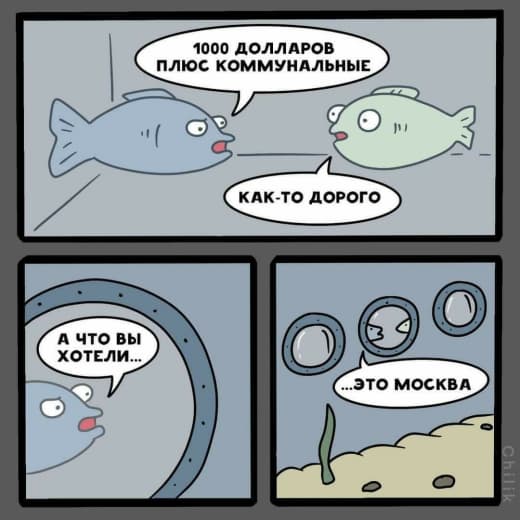 1000 ДОЛЛАРОВ
ПЛЮС КОММУНАЛЬНЫЕ
КАК-ТО ДОРОГО
А ЧТО ВЫ
ХОТЕЛИ...
...ЭТО МОСКВА
Chilik